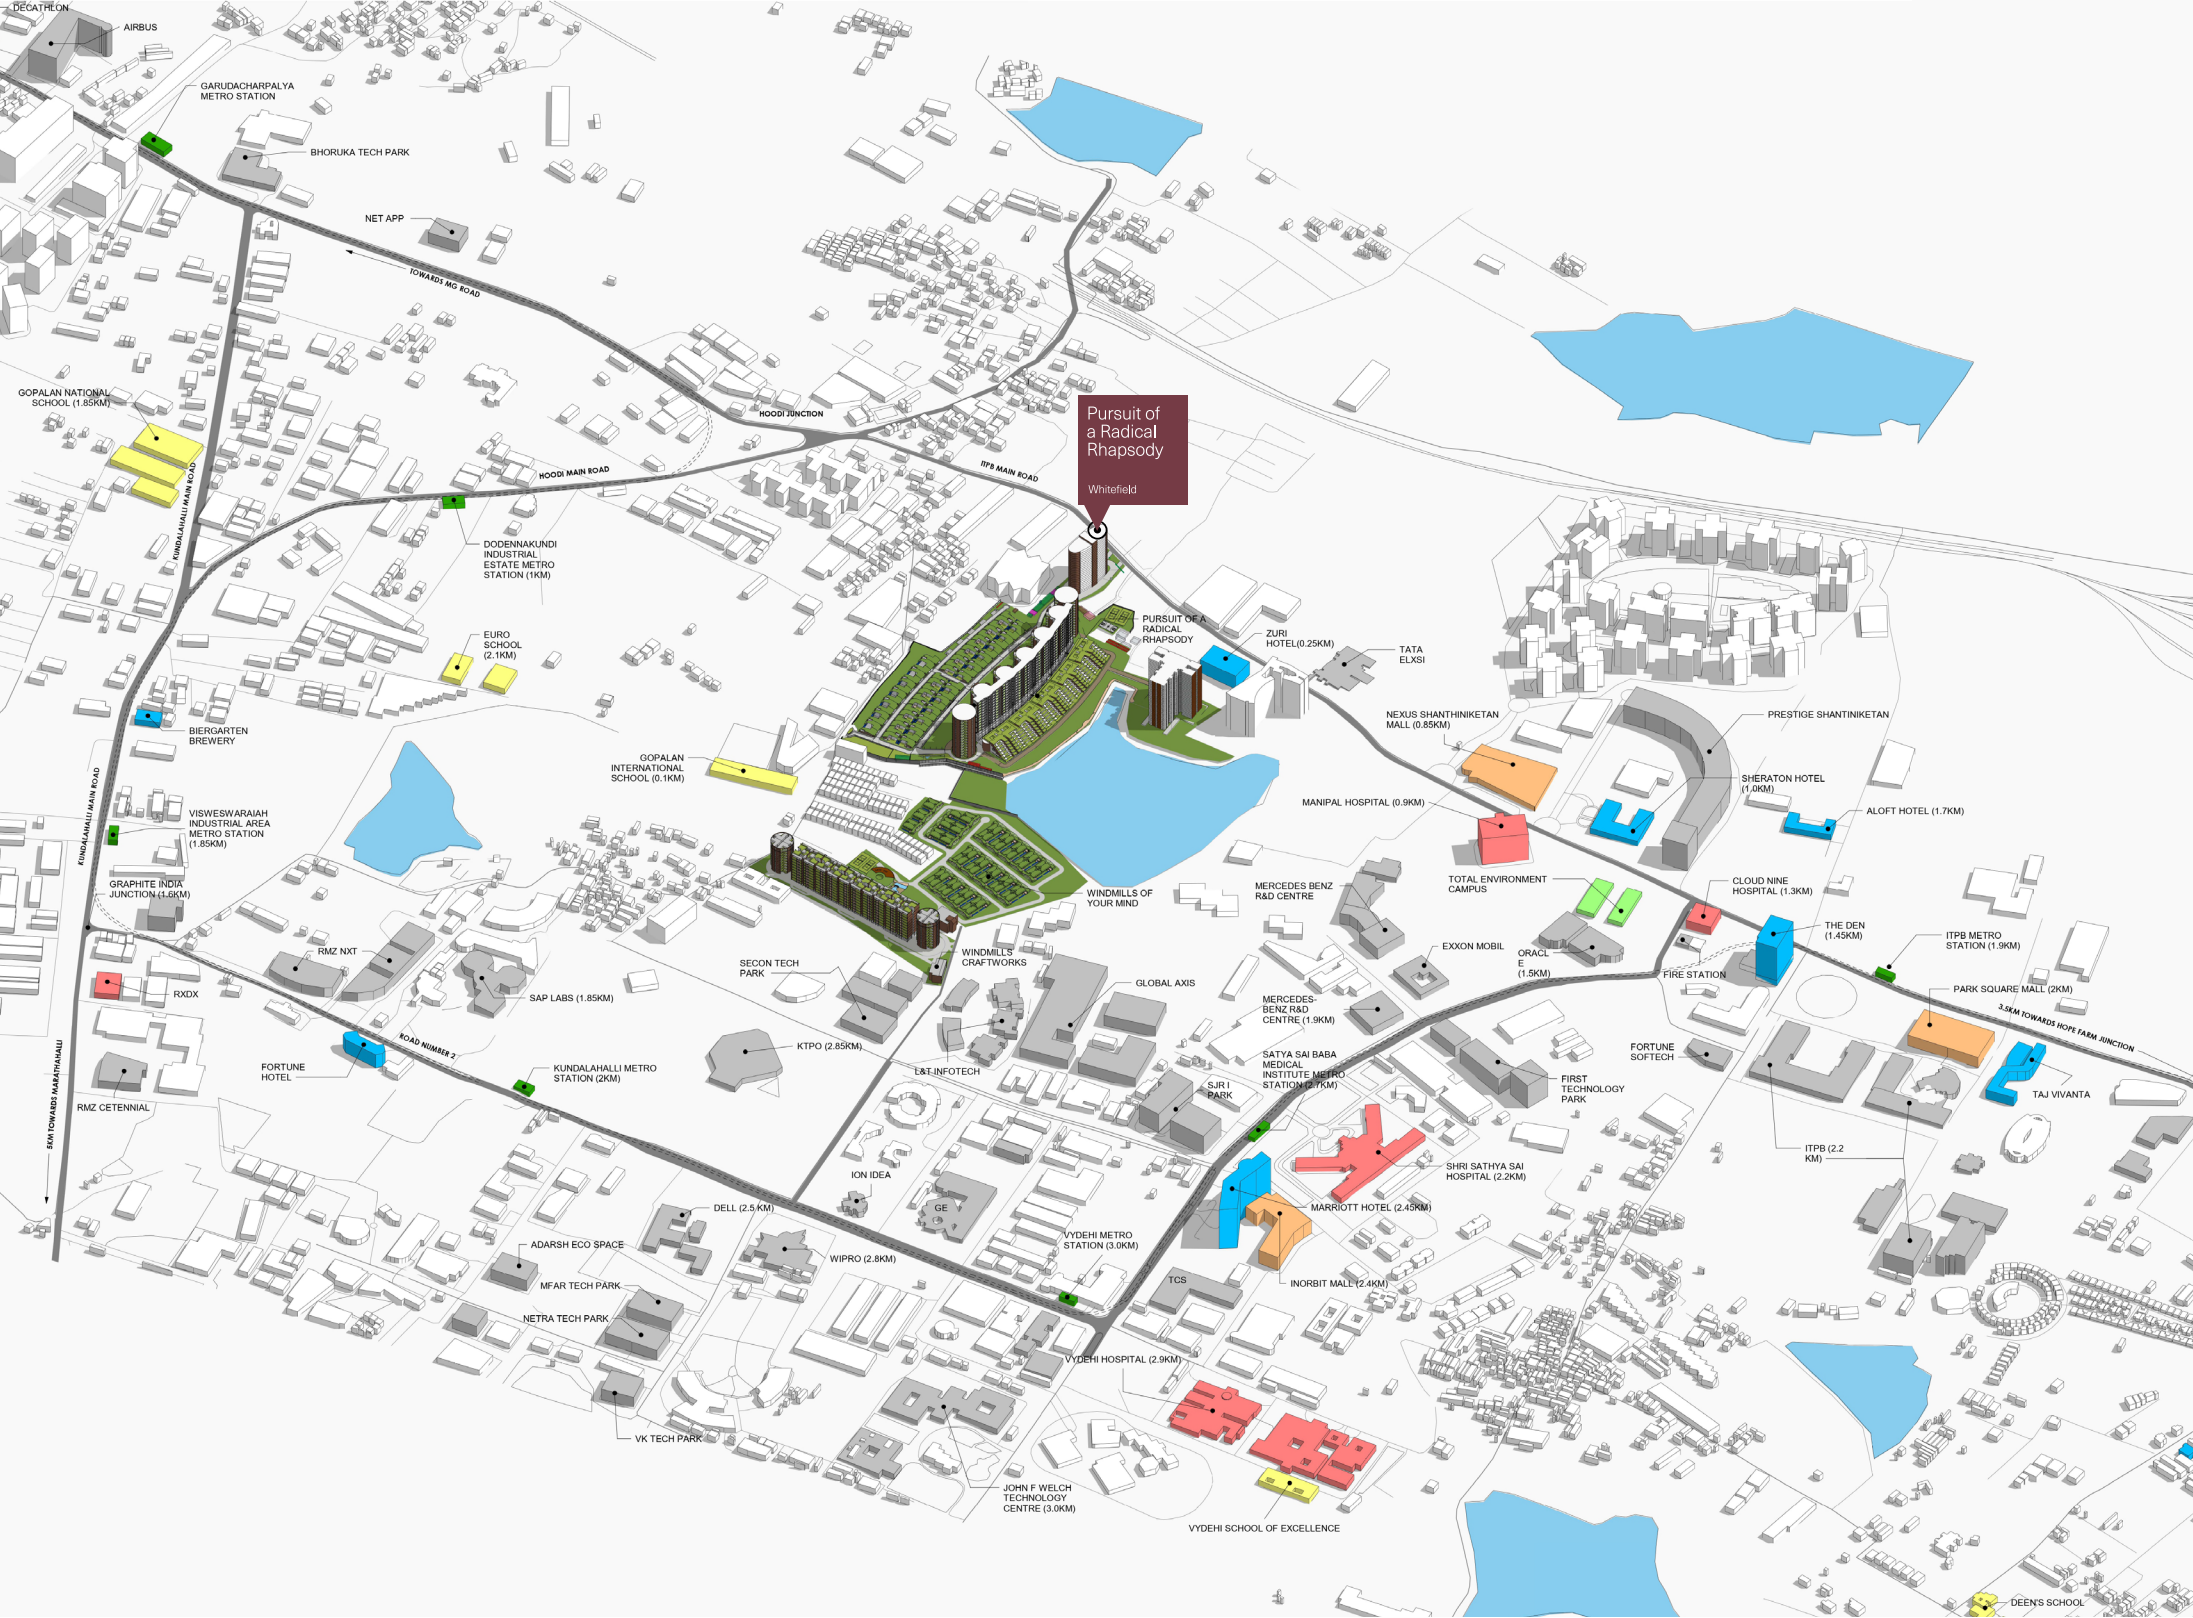 DECATHLON
AIRBUS
GARUDACHARPALYA
METRO STATION
BHORUKA TECH PARK
NET APP
TOWARDS MG ROAD
GOPALAN NATIONAL
SCHOOL (1.85KM)
HOODI JUNCTION
Pursuit of
a Radical
Rhapsody
Whitefield
HOODI MAIN ROAD
ITPB MAIN ROAD
KUNDALAHALLI MAIN ROAD
DODENNAKUNDI
INDUSTRIAL
ESTATE METRO
STATION (1KM)
EURO
SCHOOL
(2.1KM)
PURSUIT OF A
RADICAL
RHAPSODY
ZURI
HOTEL(0.25KM)
TATA
ELXSI
BIERGARTEN
BREWERY
NEXUS SHANTHINIKETAN
MALL (0.85KM)
PRESTIGE SHANTINIKETAN
GOPALAN
INTERNATIONAL
SCHOOL (0.1KM)
SHERATON HOTEL
(1.0KM)
MANIPAL HOSPITAL (0.9KM)
ALOFT HOTEL (1.7KM)
KUNDALAHALLI MAIN ROAD
VISWESWARAIAH
INDUSTRIAL AREA
METRO STATION
(1.85KM)
GRAPHITE INDIA
JUNCTION (1.6KM)
WINDMILLS OF
YOUR MIND
MERCEDES BENZ
R&D CENTRE
TOTAL ENVIRONMENT
CAMPUS
CLOUD NINE
HOSPITAL (1.3KM)
THE DEN
(1.45KM)
ITPB METRO
STATION (1.9KM)
RMZ NXT
SECON TECH
PARK
WINDMILLS
CRAFTWORKS
EXXON MOBIL
ORACL
E
(1.5KM)
FIRE STATION
RXDX
SAP LABS (1.85KM)
GLOBAL AXIS
PARK SQUARE MALL (2KM)
MERCEDES-
BENZ R&D
CENTRE (1.9KM)
3.5KM TOWARDS HOPE FARM JUNCTION
ROAD NUMBER 2
KTPO (2.85KM)
FORTUNE
SOFTECH
FORTUNE
HOTEL
KUNDALAHALLI METRO
STATION (2KM)
L&T INFOTECH
SATYA SAI BABA
MEDICAL
INSTITUTE METRO
STATION (2.7KM)
SJR I
PARK
FIRST
TECHNOLOGY
PARK
TAJ VIVANTA
RMZ CETENNIAL
5KM TOWARDS MARATHAHALLI
ITPB (2.2
KM)
ION IDEA
SHRI SATHYA SAI
HOSPITAL (2.2KM)
DELL (2.5 KM)
GE
MARRIOTT HOTEL (2.45KM)
VYDEHI METRO
STATION (3.0KM)
ADARSH ECO SPACE
WIPRO (2.8KM)
MFAR TECH PARK
TCS
INORBIT MALL (2.4KM)
NETRA TECH PARK
VYDEHI HOSPITAL (2.9KM)
VK TECH PARK
JOHN F WELCH
TECHNOLOGY
CENTRE (3.0KM)
VYDEHI SCHOOL OF EXCELLENCE
DEEN'S SCHOOL